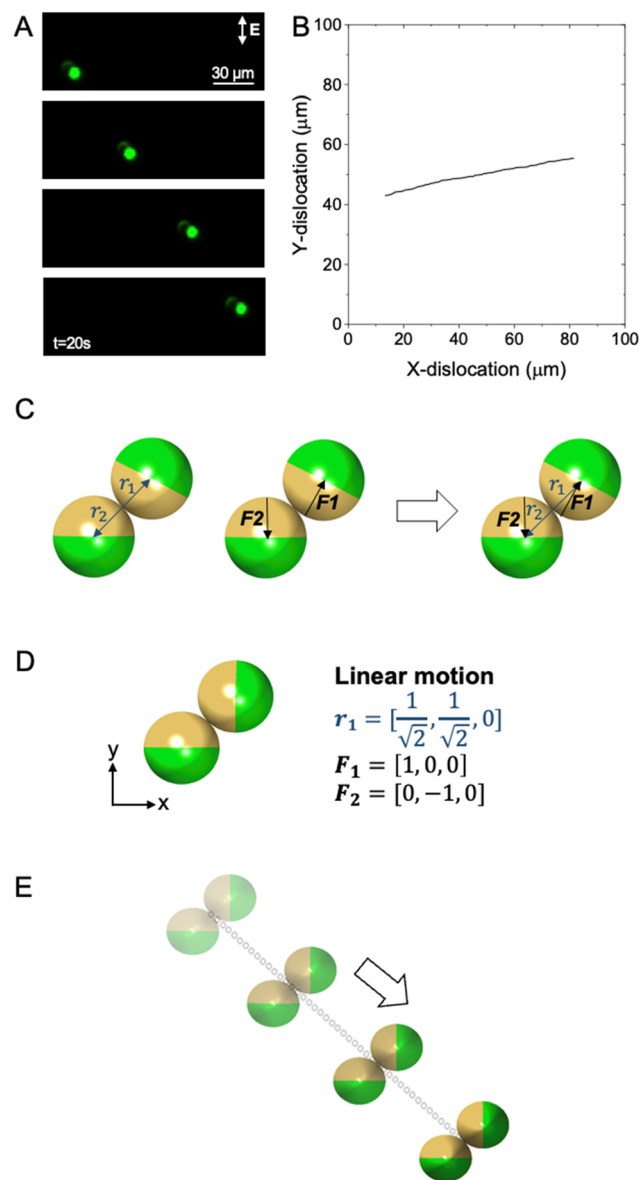 A
E
30 μm
t=20s
B
100
80
60
40
20
0
Y-dislocation (μm)
0 20 40 60 80 100
X-dislocation (μm)
C
r₁
r₂
F2
F1
F2
r₁
r₂
F1
D
y
x
Linear motion
r₁ = [1/√2, 1/√2, 0]
F₁ = [1, 0, 0]
F₂ = [0, −1, 0]
E